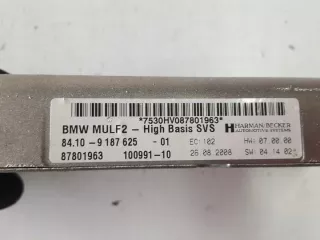 *7530HV087801963*
BMW MULF2 - High Basis SVS
HARMAN/BECKER
AUTOMOTIVE SYSTEMS
84.10 - 9 187 625 - 01 EC: 102 HW: 07.00.00
87801963 100991-10 26 08 2008 SW: 04.14.02